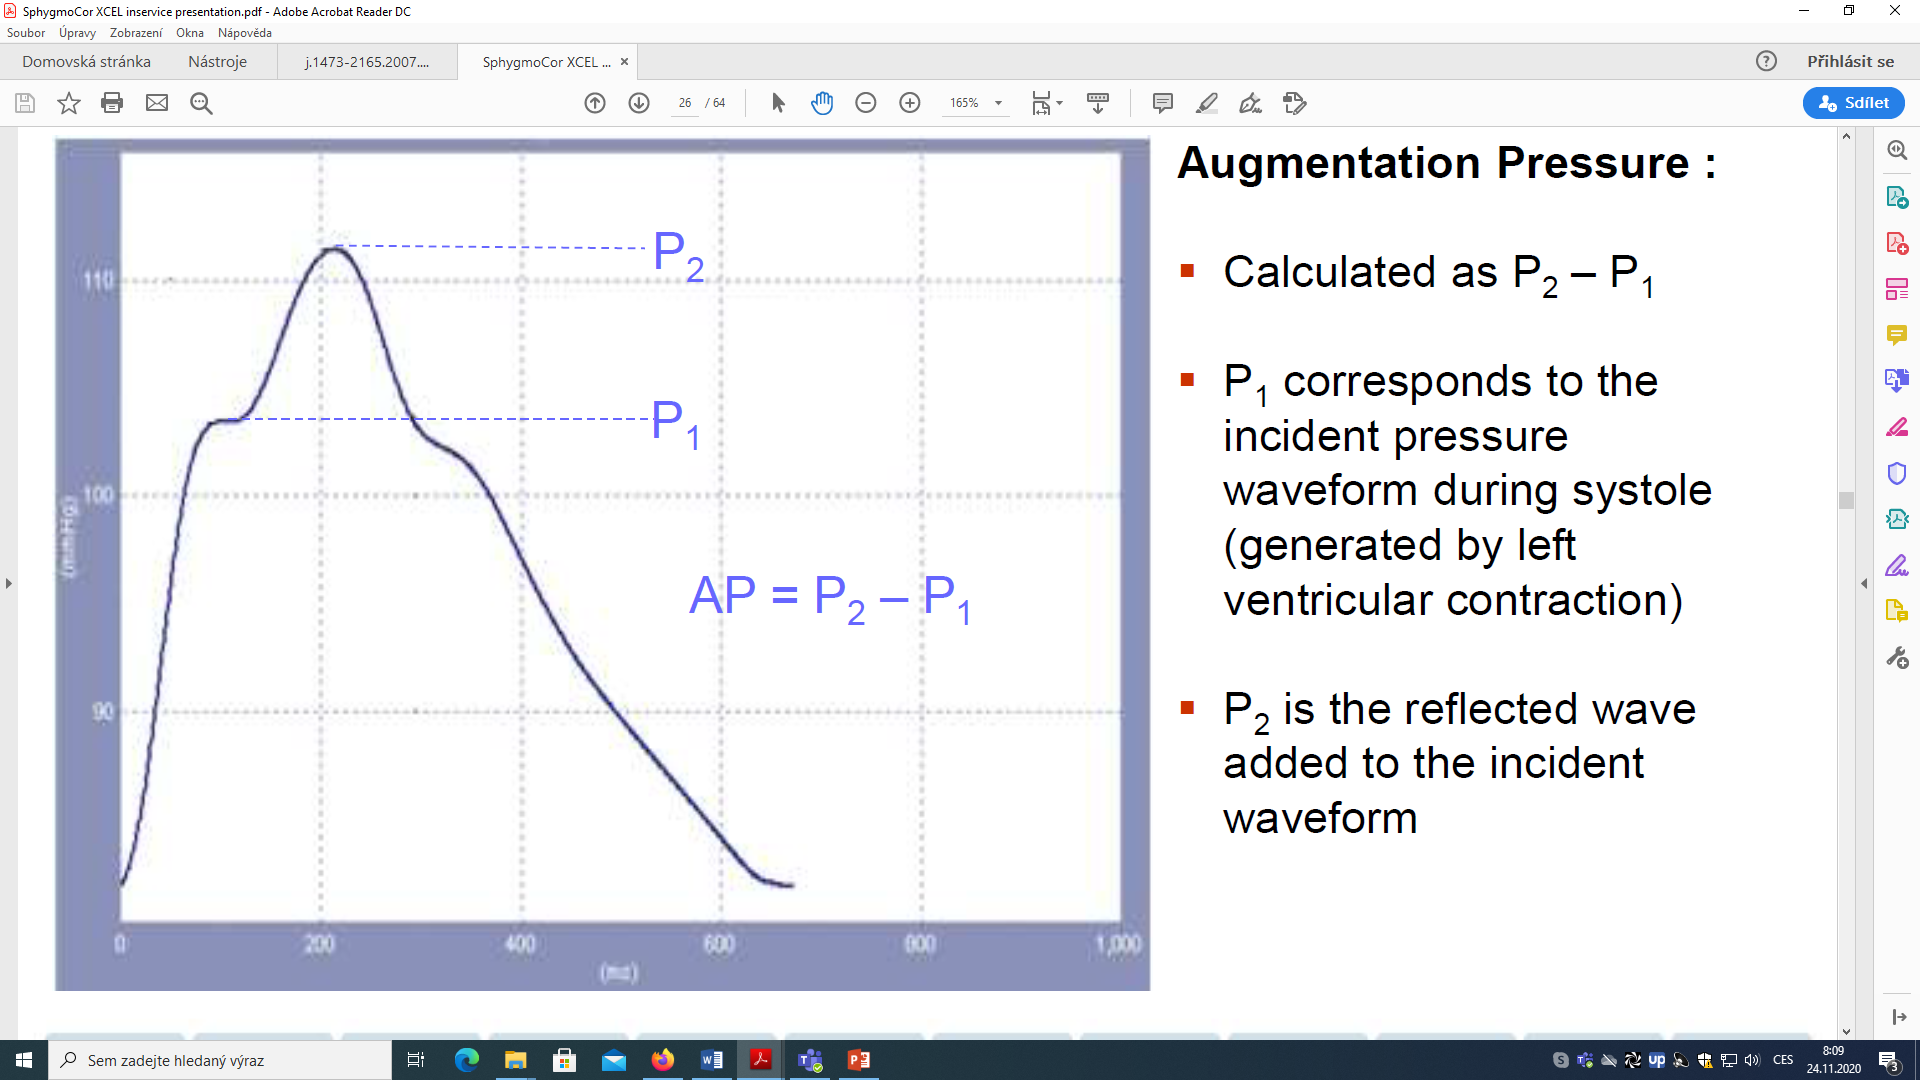 SphygmoCor XCEL inservice presentation.pdf - Adobe Acrobat Reader DC
Soubor Úpravy Zobrazení Okna Nápověda
Domovská stránka Nástroje j.1473-2165.2007.... SphygmoCor XCEL ... × Přihlásit se
26 / 64 165% Sdílet
Augmentation Pressure :
Calculated as P2 – P1
P1 corresponds to the
incident pressure
waveform during systole
(generated by left
ventricular contraction)
P2 is the reflected wave
added to the incident
waveform
P2
P1
AP = P2 – P1
110
100
90
(mmHg)
0 200 400 600 800 1,000
(ms)
Sem zadejte hledaný výraz
CES
8:09
24.11.2020
3